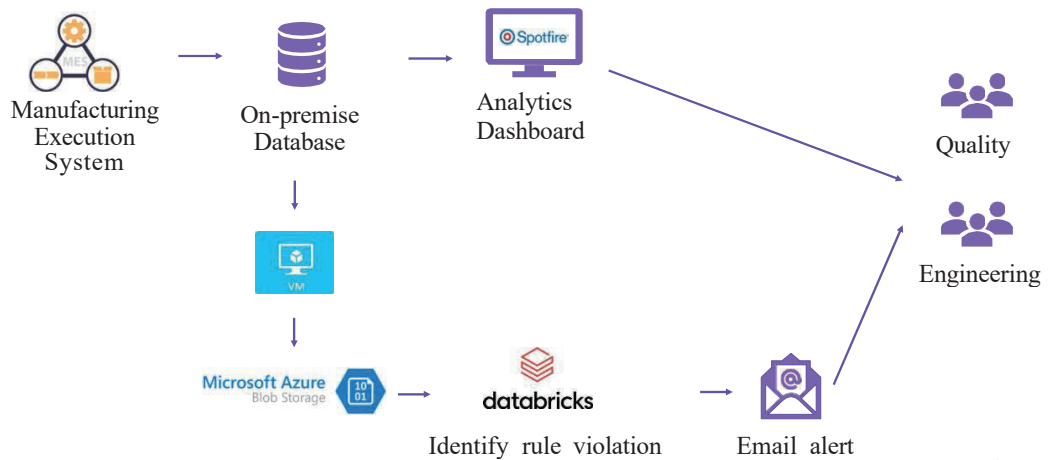 MES
Manufacturing
Execution
System
On-premise
Database
Spotfire
Analytics
Dashboard
Quality
Engineering
VM
Microsoft Azure
Blob Storage
10
01
databricks
Identify rule violation
@
Email alert